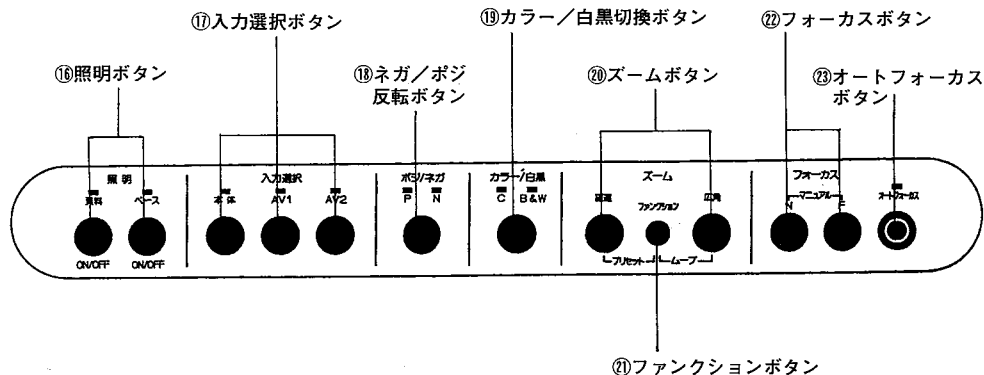 ⑰入力選択ボタン
⑲カラー／白黒切換ボタン
㉒フォーカスボタン
⑯照明ボタン
⑱ネガ／ポジ
反転ボタン
⑳ズームボタン
㉓オートフォーカス
ボタン
照明
入力選択
ポジ/ネガ
カラー/白黒
ズーム
フォーカス
資料
ベース
本体
AV1
AV2
P
N
C
B&W
望遠
ファンクション
広角
マニュアル
N
F
オートフォーカス
ON/OFF
ON/OFF
プリセット
ムーブ
㉑ファンクションボタン